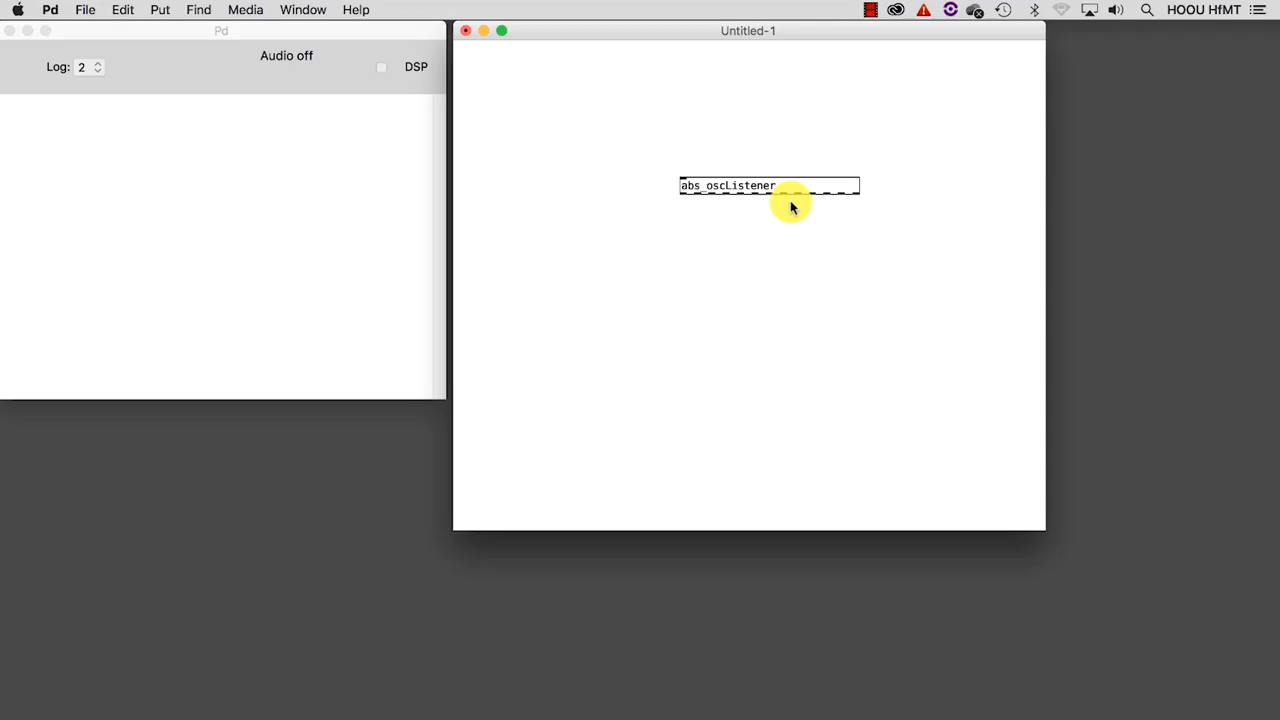 Pd File Edit Put Find Media Window Help HOOU HfMT
Pd
Untitled-1
Audio off
Log: 2 DSP
abs_oscListener